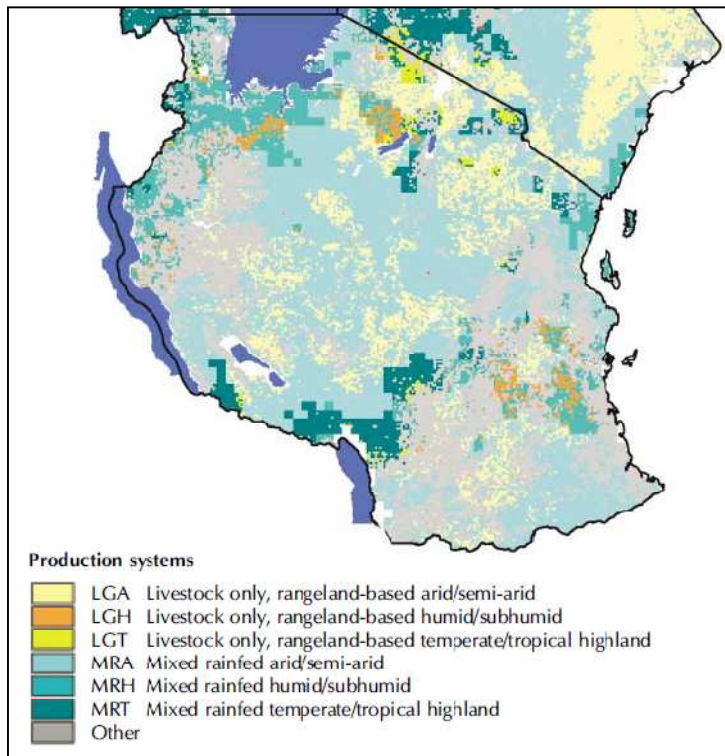 Production systems
LGA Livestock only, rangeland-based arid/semi-arid
LGH Livestock only, rangeland-based humid/subhumid
LGT Livestock only, rangeland-based temperate/tropical highland
MRA Mixed rainfed arid/semi-arid
MRH Mixed rainfed humid/subhumid
MRT Mixed rainfed temperate/tropical highland
Other